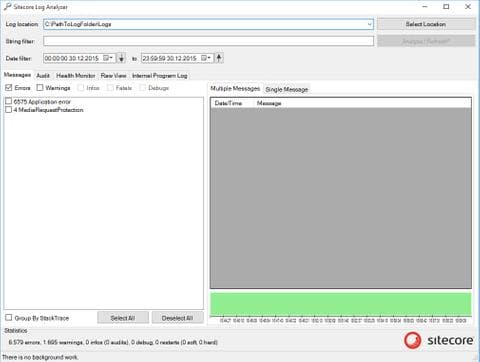 Sitecore Log Analyzer
Log location: C:\PathToLogFolder\Logs Select Location
String filter: Analyze / Refresh*
Date filter: 00:00:00 30.12.2015 to 23:59:59 30.12.2015
Messages Audit Health Monitor Raw View Internal Program Log
Errors Warnings Infos Fatals Debugs
Multiple Messages Single Message
6575 Application error
4 MediaRequestProtection
Date/Time Message
Group By StackTrace Select All Deselect All
Statistics
6.579 errors, 1.695 warnings, 0 infos (0 audits), 0 debug, 0 restarts (0 soft, 0 hard)
sitecore
There is no background work.